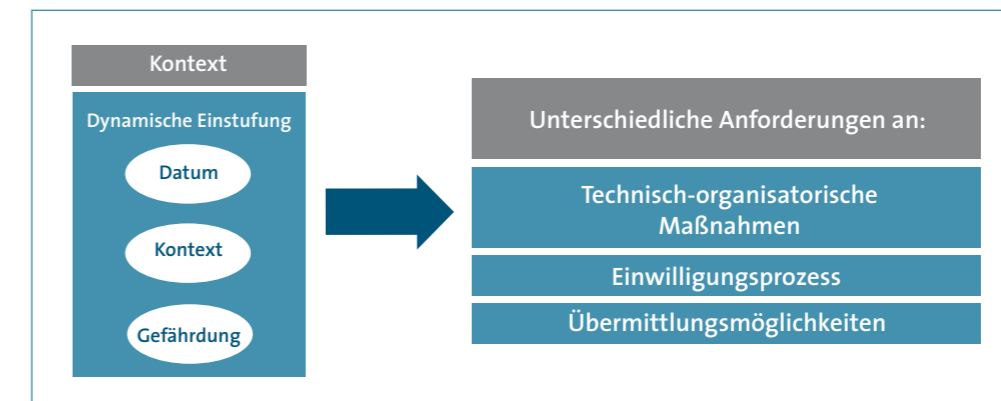 Kontext
Dynamische Einstufung
Datum
Kontext
Gefährdung
Unterschiedliche Anforderungen an:
Technisch-organisatorische
Maßnahmen
Einwilligungsprozess
Übermittlungsmöglichkeiten